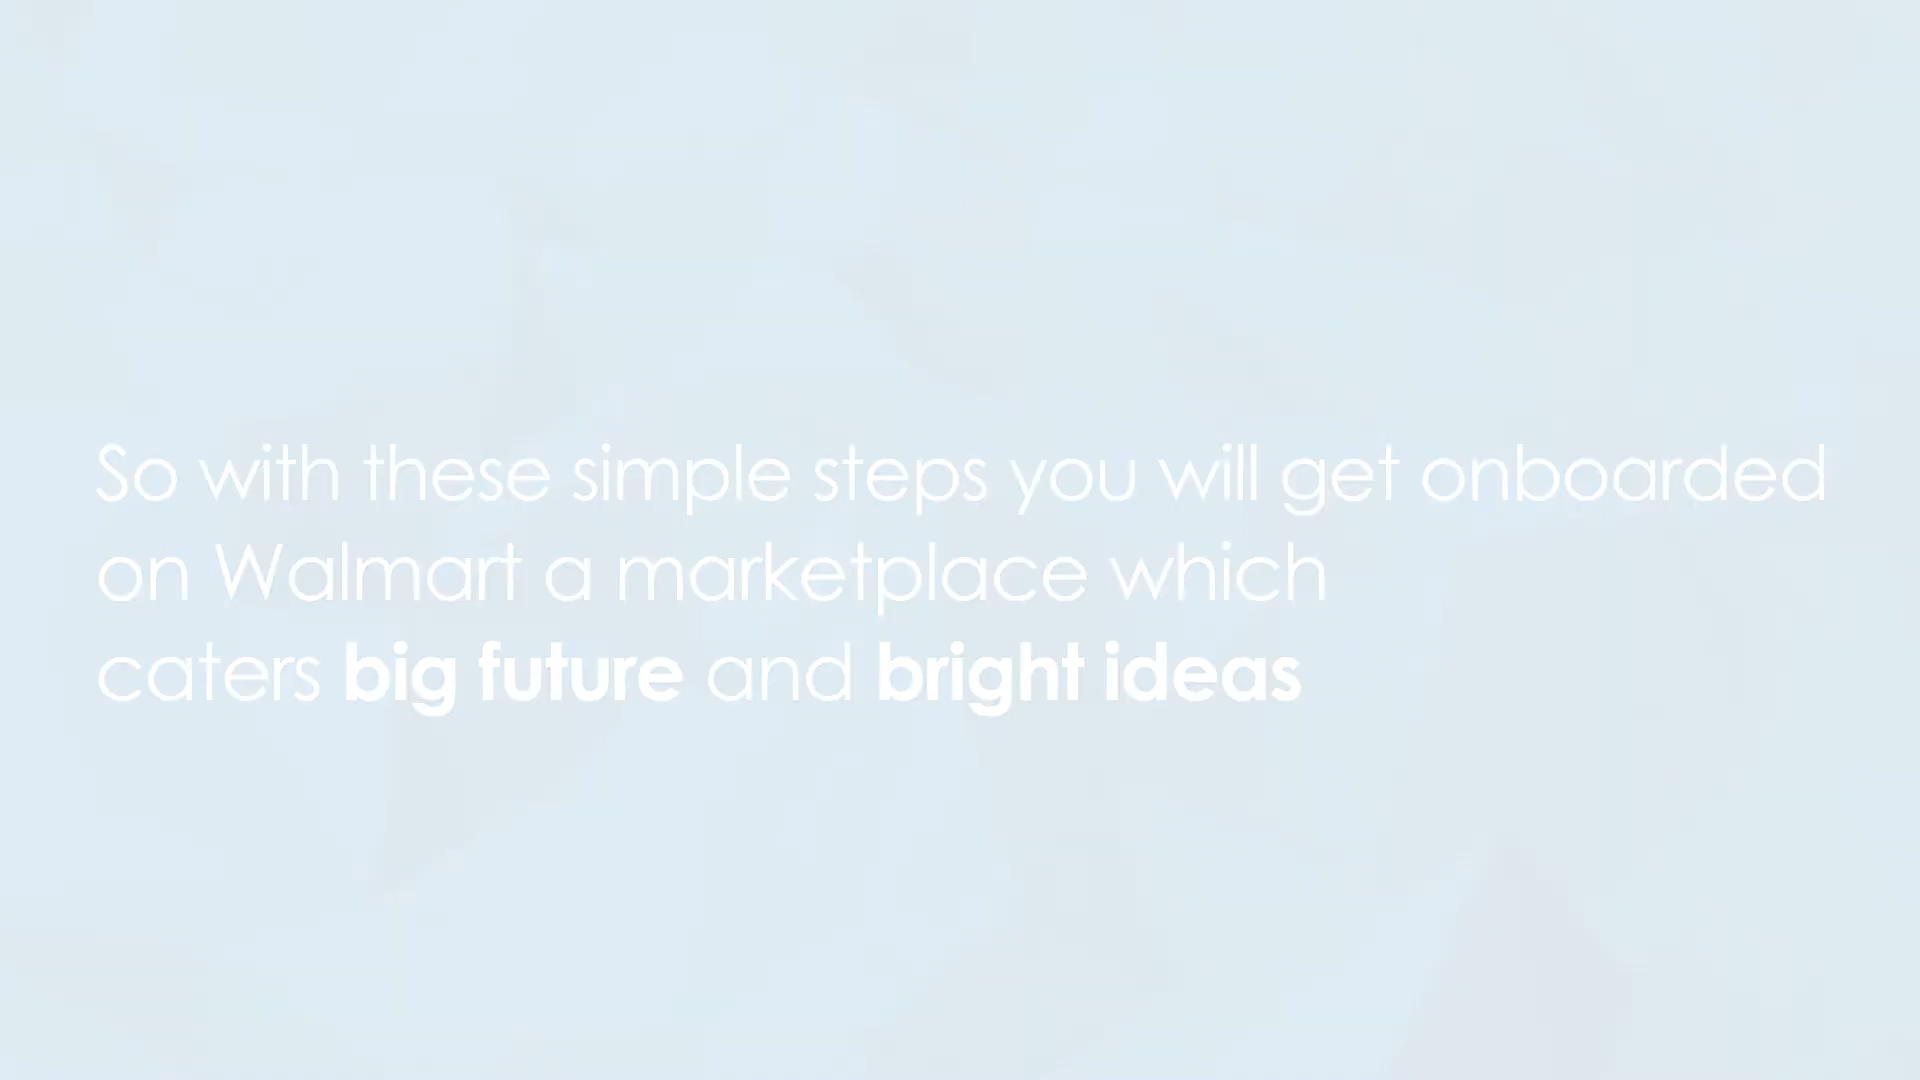 So with these simple steps you will get onboarded
on Walmart a marketplace which
caters big future and bright ideas